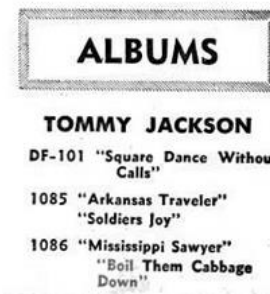 ALBUMS
TOMMY JACKSON
DF-101 "Square Dance Withou
Calls"
1085 "Arkansas Traveler"
"Soldiers Joy"
1086 "Mississippi Sawyer"
"Boil Them Cabbage
Down"